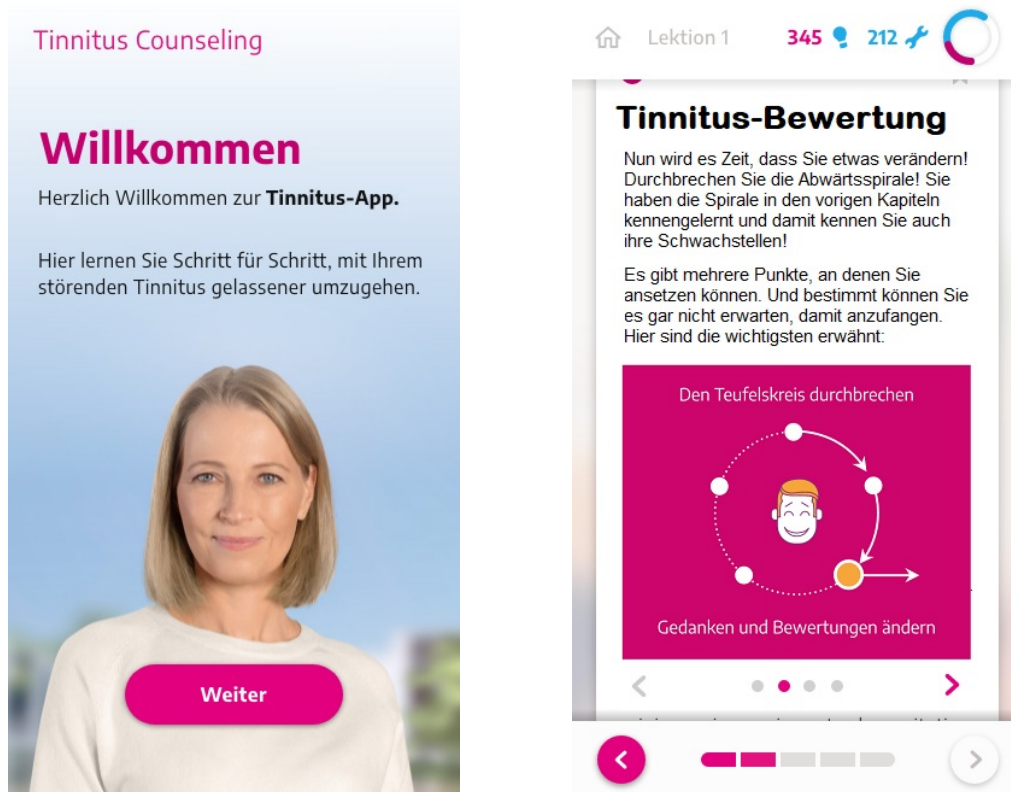 Tinnitus Counseling
Willkommen
Herzlich Willkommen zur Tinnitus-App.
Hier lernen Sie Schritt für Schritt, mit Ihrem
störenden Tinnitus gelassener umzugehen.
Weiter
Lektion 1
345
212
Tinnitus-Bewertung
Nun wird es Zeit, dass Sie etwas verändern!
Durchbrechen Sie die Abwärtsspirale! Sie
haben die Spirale in den vorigen Kapiteln
kennengelernt und damit kennen Sie auch
ihre Schwachstellen!
Es gibt mehrere Punkte, an denen Sie
ansetzen können. Und bestimmt können Sie
es gar nicht erwarten, damit anzufangen.
Hier sind die wichtigsten erwähnt:
Den Teufelskreis durchbrechen
Gedanken und Bewertungen ändern